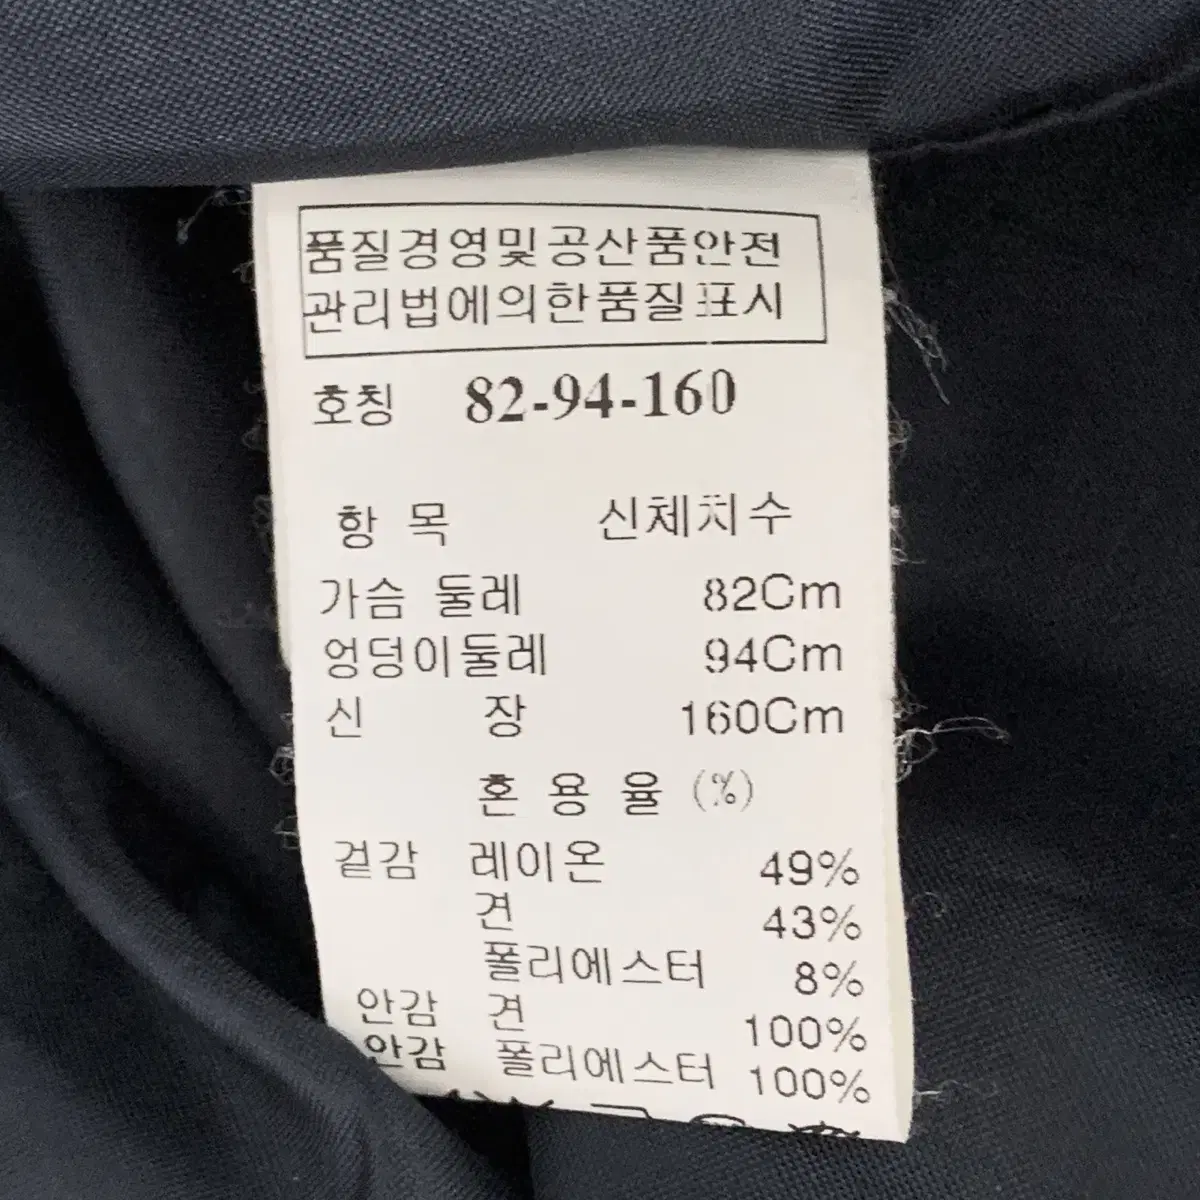 품질경영및공산품안전
관리법에의한품질표시
호칭 82-94-160
항 목 신체치수
가슴 둘레 82Cm
엉덩이둘레 94Cm
신 장 160Cm
혼 용 율 (%)
겉감 레이온 49%
견 43%
폴리에스터 8%
안감 견 100%
안감 폴리에스터 100%